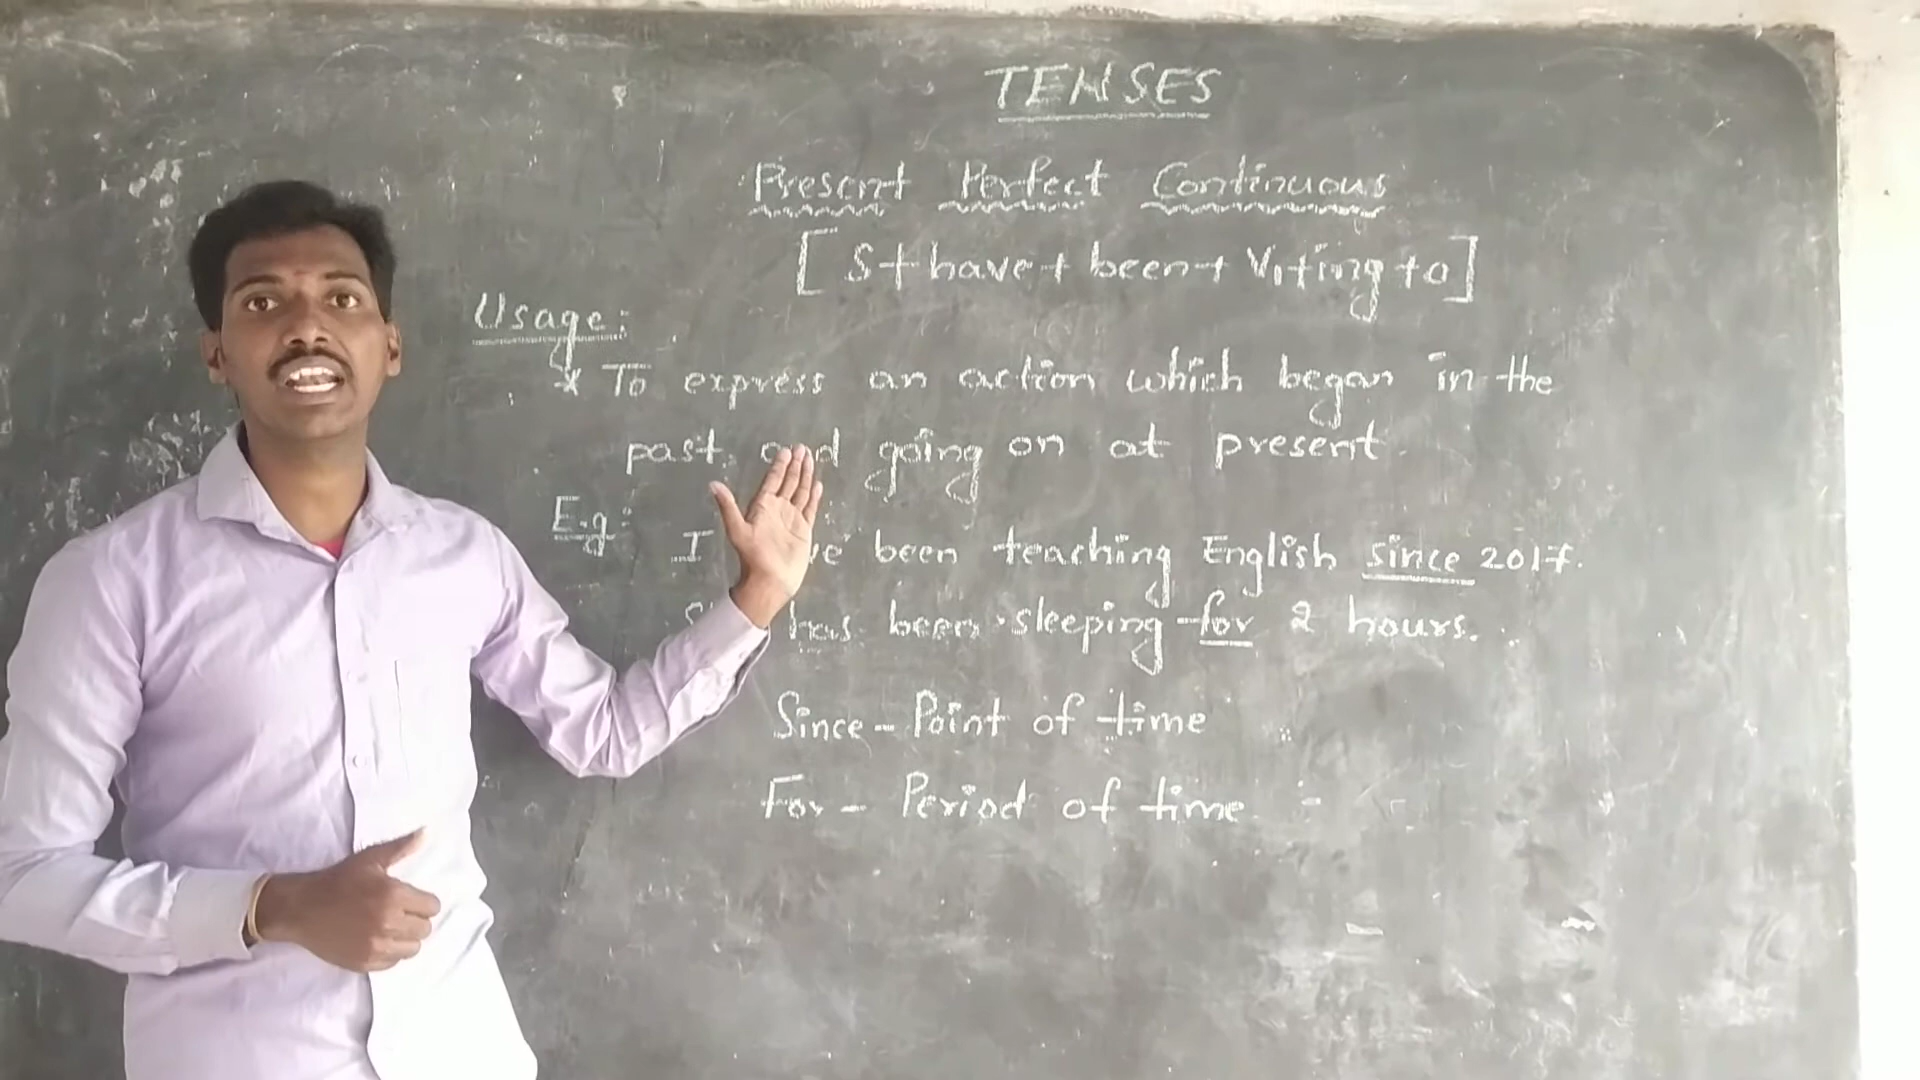 TENSES
Present Perfect Continuous
[S+have+been+V1+ing+o]
Usage:
* To express an action which began in the
past and going on at present
E.g: I been teaching English since 2017.
has been sleeping for 2 hours.
Since - Point of time
For - Period of time